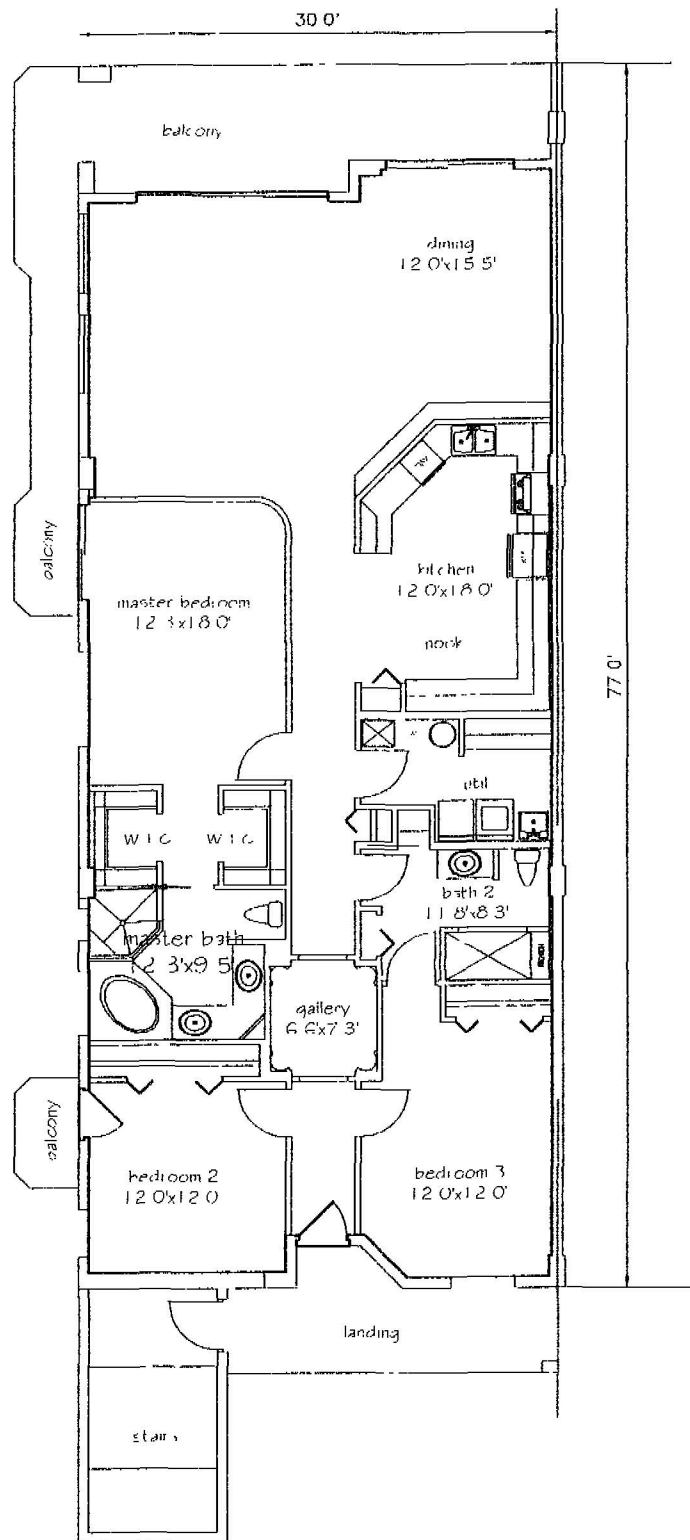 30 0'
balcony
dining
12 0'x15 5'
balcony
kitchen
12 0'x18 0'
master bedroom
12 3'x18 0'
nook
77 0'
util
W I C
W I C
bath 2
11 8'x8 3'
master bath
12 3'x9 5'
gallery
6 6'x7 3'
balcony
bedroom 2
12 0'x12 0
bedroom 3
12 0'x12 0'
landing
stairs